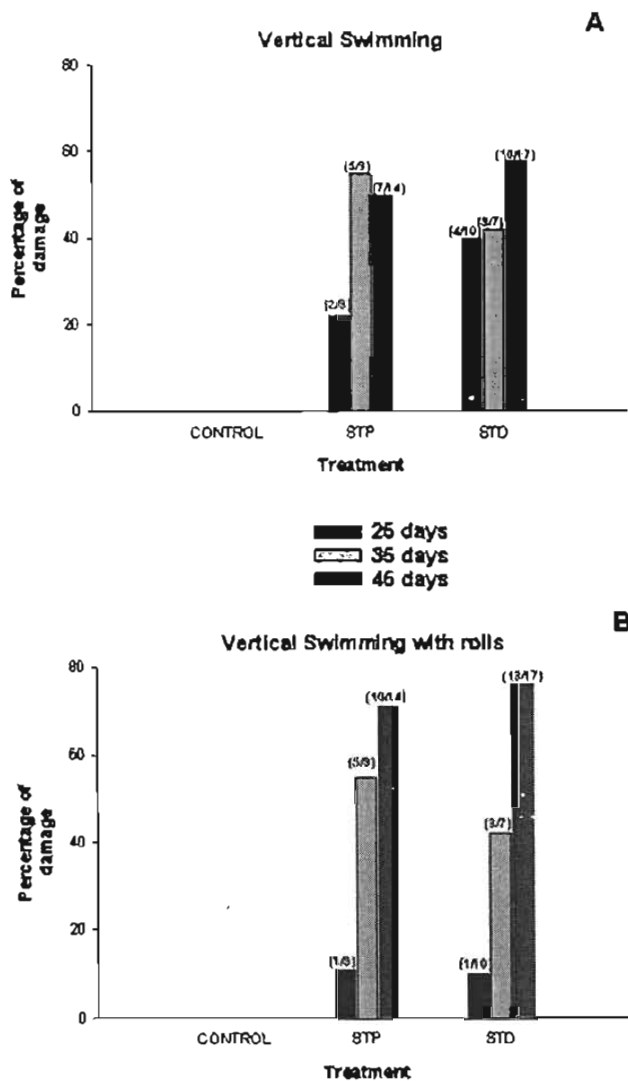 A
Vertical Swimming
80
60
40
20
0
Percentage of
damage
(2/9)
(5/9)
(7/14)
(4/10)
(3/7)
(10/17)
CONTROL STP STD
Treatment
25 days
35 days
45 days
B
Vertical Swimming with rolls
80
60
40
20
0
Percentage of
damage
(1/9)
(5/9)
(10/14)
(1/10)
(3/7)
(13/17)
CONTROL STP STD
Treatment